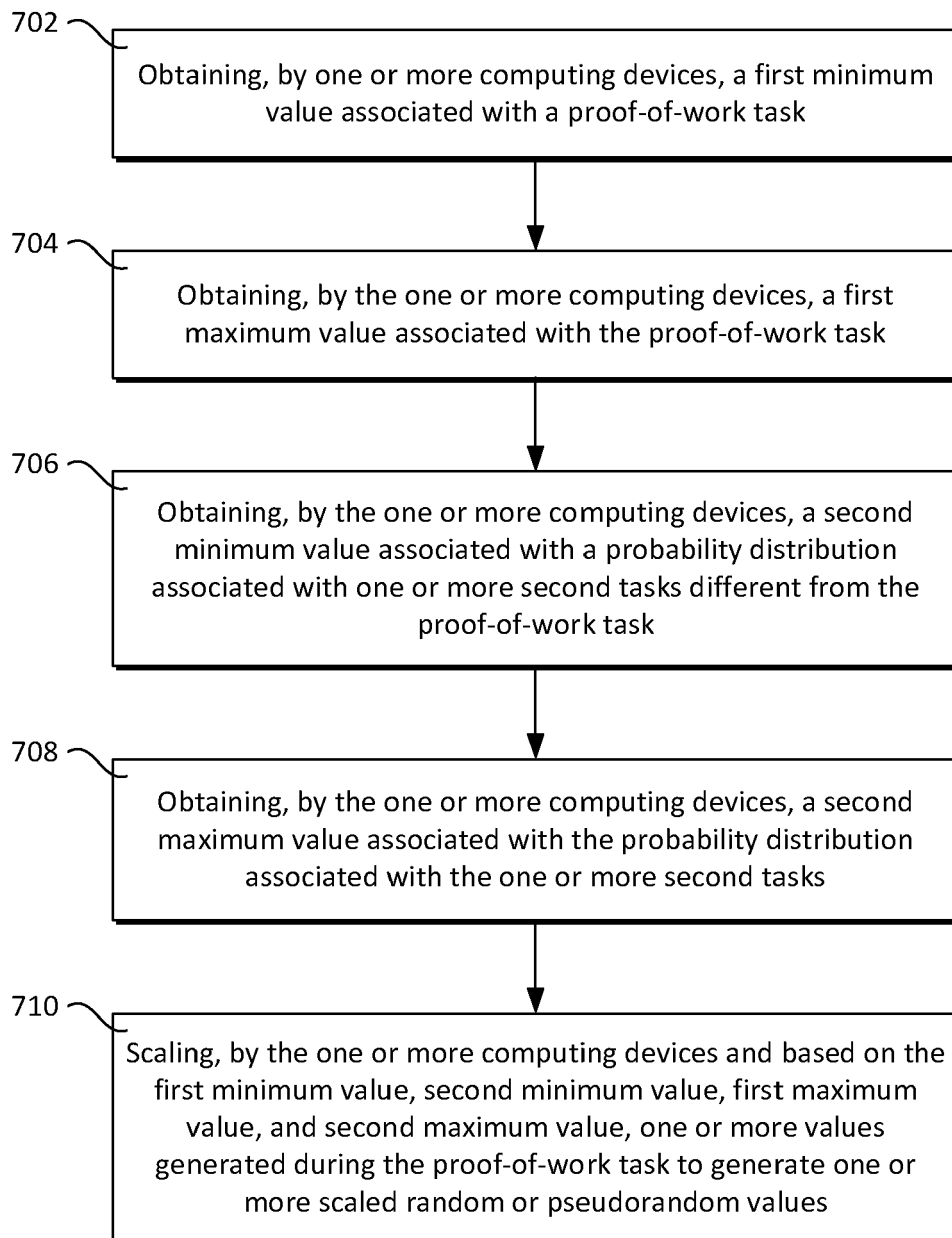 702
Obtaining, by one or more computing devices, a first minimum
value associated with a proof-of-work task
704
Obtaining, by the one or more computing devices, a first
maximum value associated with the proof-of-work task
706
Obtaining, by the one or more computing devices, a second
minimum value associated with a probability distribution
associated with one or more second tasks different from the
proof-of-work task
708
Obtaining, by the one or more computing devices, a second
maximum value associated with the probability distribution
associated with the one or more second tasks
710
Scaling, by the one or more computing devices and based on the
first minimum value, second minimum value, first maximum
value, and second maximum value, one or more values
generated during the proof-of-work task to generate one or
more scaled random or pseudorandom values